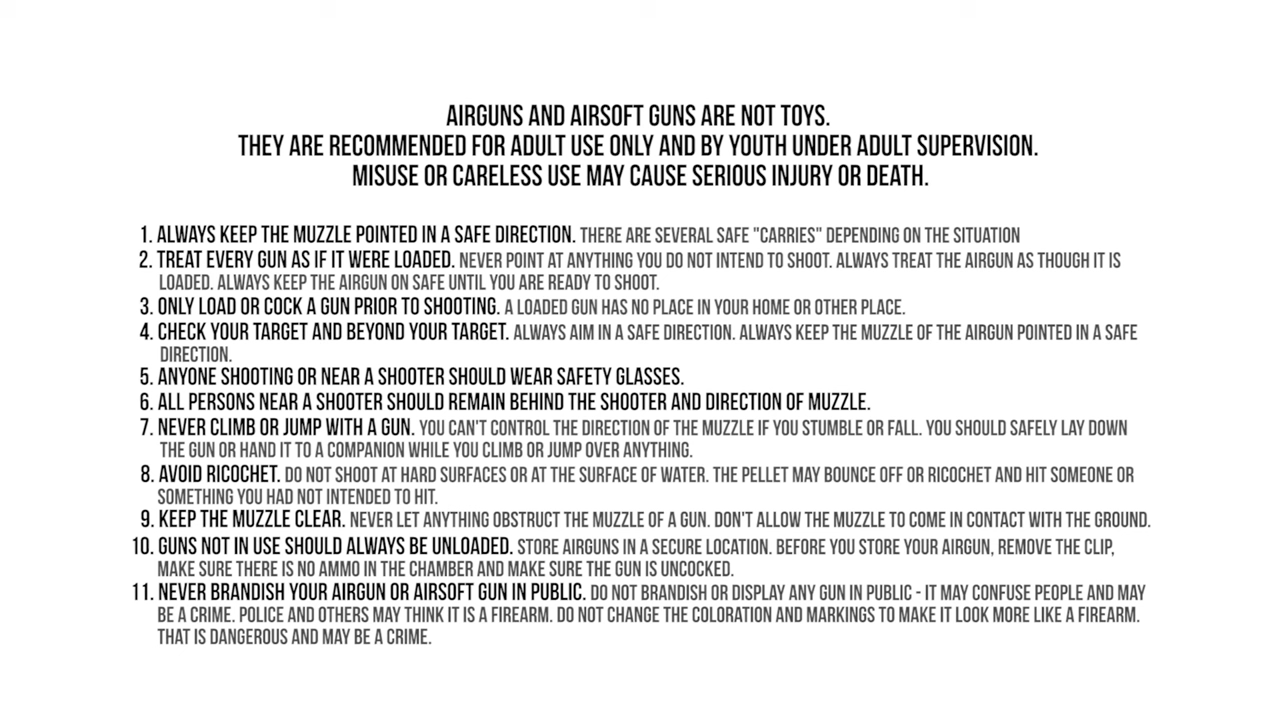 AIRGUNS AND AIRSOFT GUNS ARE NOT TOYS.
THEY ARE RECOMMENDED FOR ADULT USE ONLY AND BY YOUTH UNDER ADULT SUPERVISION.
MISUSE OR CARELESS USE MAY CAUSE SERIOUS INJURY OR DEATH.
1. ALWAYS KEEP THE MUZZLE POINTED IN A SAFE DIRECTION. THERE ARE SEVERAL SAFE "CARRIES" DEPENDING ON THE SITUATION
2. TREAT EVERY GUN AS IF IT WERE LOADED. NEVER POINT AT ANYTHING YOU DO NOT INTEND TO SHOOT. ALWAYS TREAT THE AIRGUN AS THOUGH IT IS
LOADED. ALWAYS KEEP THE AIRGUN ON SAFE UNTIL YOU ARE READY TO SHOOT.
3. ONLY LOAD OR COCK A GUN PRIOR TO SHOOTING. A LOADED GUN HAS NO PLACE IN YOUR HOME OR OTHER PLACE.
4. CHECK YOUR TARGET AND BEYOND YOUR TARGET. ALWAYS AIM IN A SAFE DIRECTION. ALWAYS KEEP THE MUZZLE OF THE AIRGUN POINTED IN A SAFE
DIRECTION.
5. ANYONE SHOOTING OR NEAR A SHOOTER SHOULD WEAR SAFETY GLASSES.
6. ALL PERSONS NEAR A SHOOTER SHOULD REMAIN BEHIND THE SHOOTER AND DIRECTION OF MUZZLE.
7. NEVER CLIMB OR JUMP WITH A GUN. YOU CAN'T CONTROL THE DIRECTION OF THE MUZZLE IF YOU STUMBLE OR FALL. YOU SHOULD SAFELY LAY DOWN
THE GUN OR HAND IT TO A COMPANION WHILE YOU CLIMB OR JUMP OVER ANYTHING.
8. AVOID RICOCHET. DO NOT SHOOT AT HARD SURFACES OR AT THE SURFACE OF WATER. THE PELLET MAY BOUNCE OFF OR RICOCHET AND HIT SOMEONE OR
SOMETHING YOU HAD NOT INTENDED TO HIT.
9. KEEP THE MUZZLE CLEAR. NEVER LET ANYTHING OBSTRUCT THE MUZZLE OF A GUN. DON'T ALLOW THE MUZZLE TO COME IN CONTACT WITH THE GROUND.
10. GUNS NOT IN USE SHOULD ALWAYS BE UNLOADED. STORE AIRGUNS IN A SECURE LOCATION. BEFORE YOU STORE YOUR AIRGUN, REMOVE THE CLIP,
MAKE SURE THERE IS NO AMMO IN THE CHAMBER AND MAKE SURE THE GUN IS UNCOCKED.
11. NEVER BRANDISH YOUR AIRGUN OR AIRSOFT GUN IN PUBLIC. DO NOT BRANDISH OR DISPLAY ANY GUN IN PUBLIC - IT MAY CONFUSE PEOPLE AND MAY
BE A CRIME. POLICE AND OTHERS MAY THINK IT IS A FIREARM. DO NOT CHANGE THE COLORATION AND MARKINGS TO MAKE IT LOOK MORE LIKE A FIREARM.
THAT IS DANGEROUS AND MAY BE A CRIME.